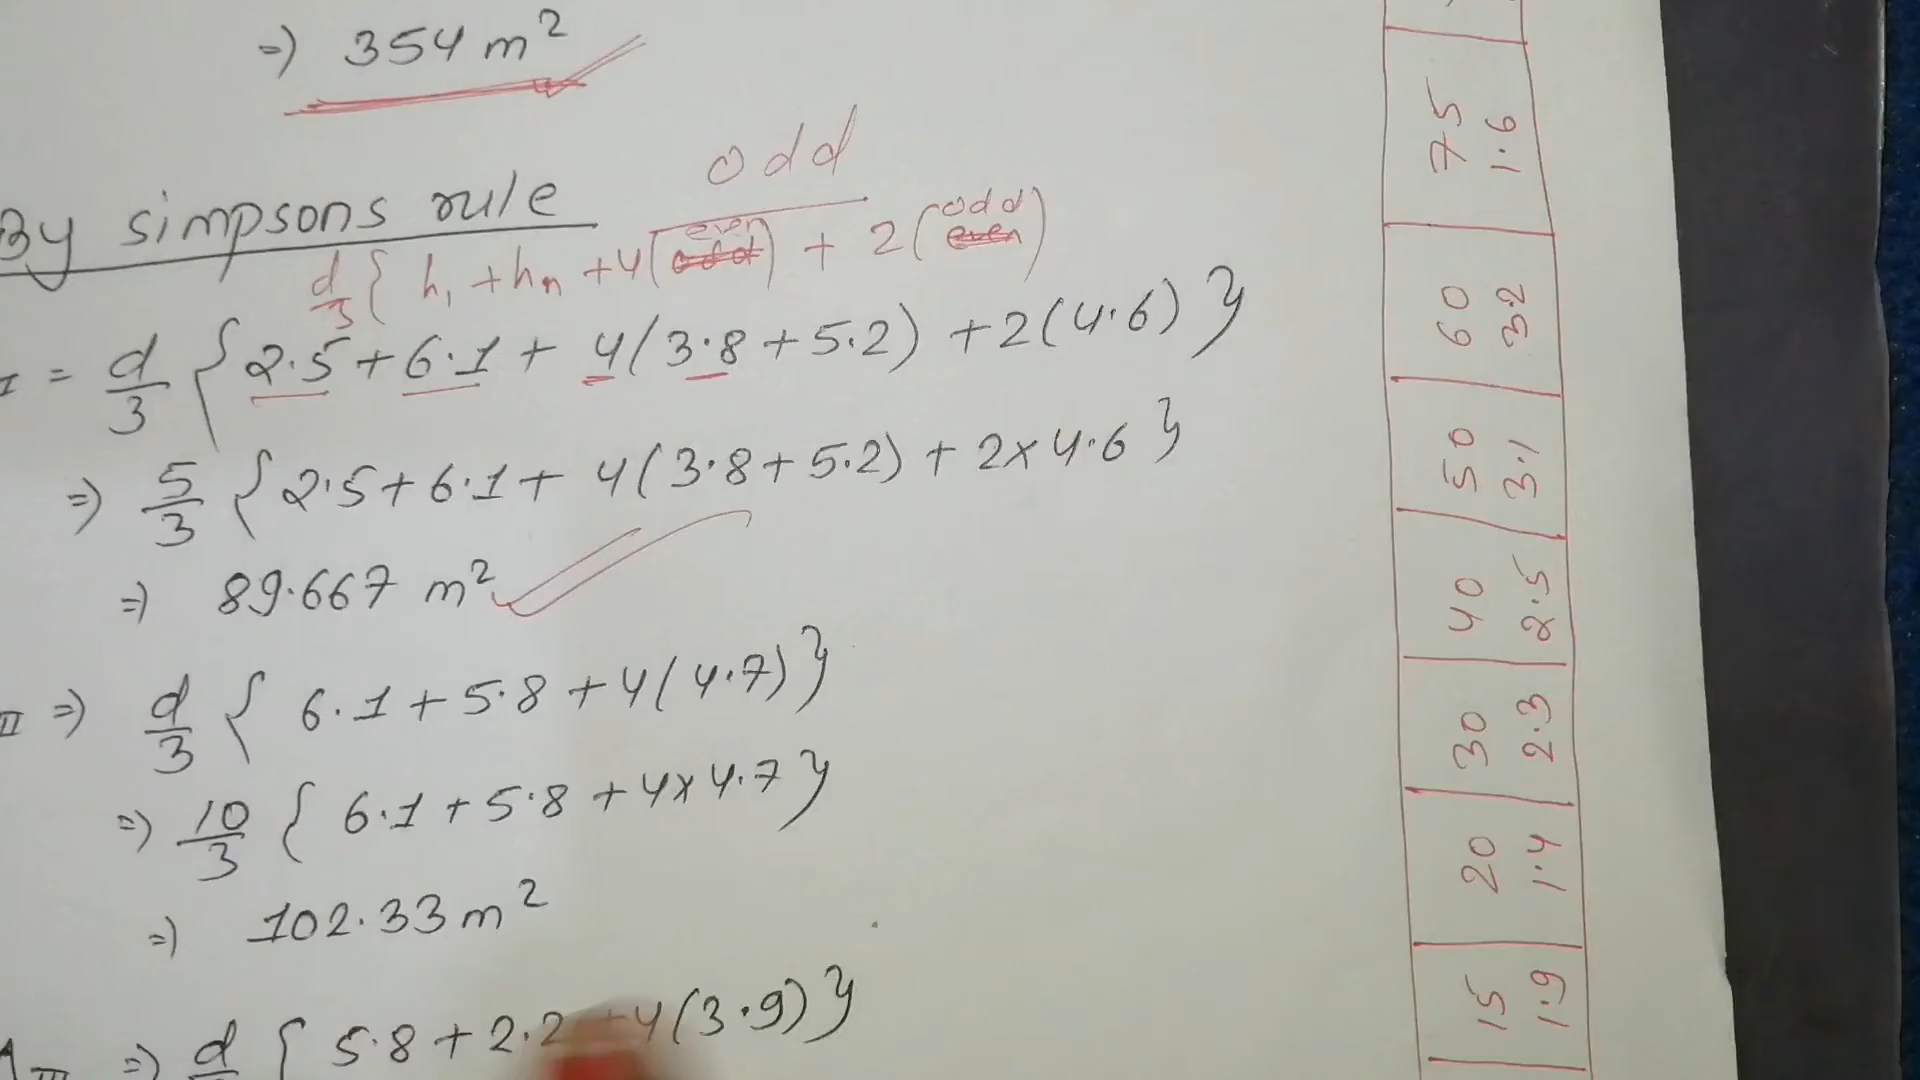 =) 354 m²
odd
By simpsons rule
d/3 { h₁ + hn + 4(even) + 2(odd)
I = d/3 { 2.5 + 6.1 + 4(3.8 + 5.2) + 2(4.6) }
=) 5/3 { 2.5 + 6.1 + 4(3.8 + 5.2) + 2×4.6 }
=) 89.667 m²
II =) d/3 { 6.1 + 5.8 + 4(4.7) }
=) 10/3 { 6.1 + 5.8 + 4×4.7 }
=) 102.33 m²
A III =) d { 5.8 + 2.2 + 4(3.9) }
15 20 30 40 50 60 75
1.9 1.4 2.3 2.5 3.1 3.2 1.6